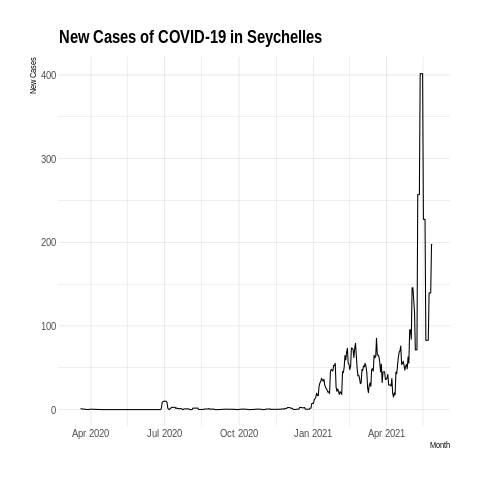 New Cases of COVID-19 in Seychelles
New Cases
400
300
200
100
0
Apr 2020 Jul 2020 Oct 2020 Jan 2021 Apr 2021
Month